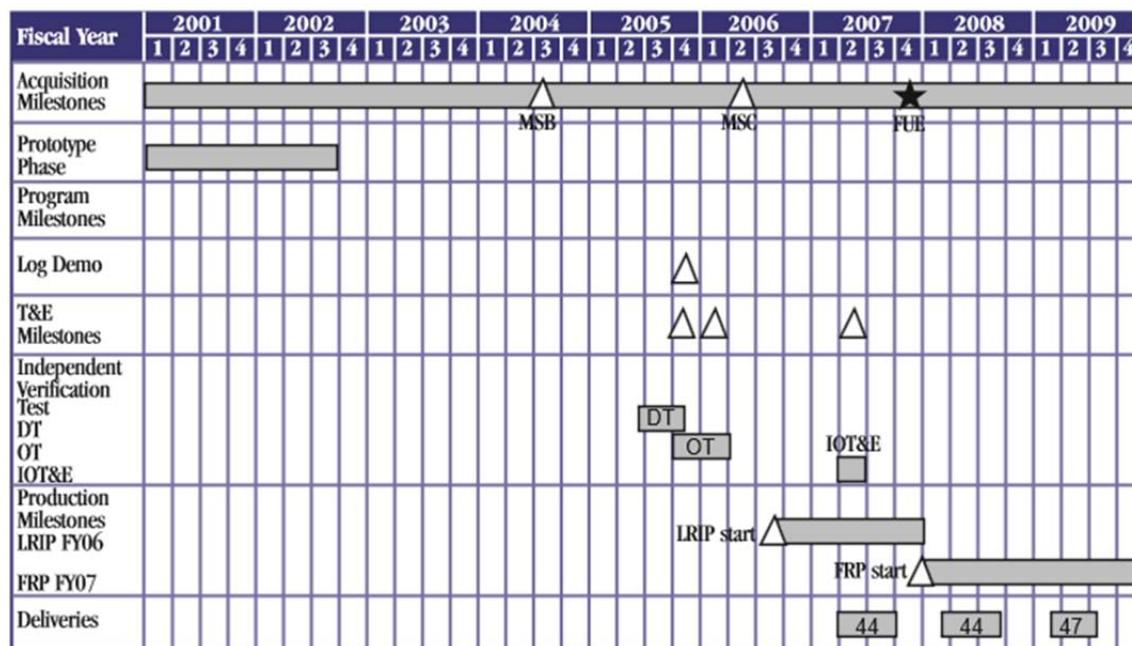 Fiscal Year 2001 2002 2003 2004 2005 2006 2007 2008 2009
1 2 3 4 1 2 3 4 1 2 3 4 1 2 3 4 1 2 3 4 1 2 3 4 1 2 3 4 1 2 3 4 1 2 3 4
Acquisition
Milestones
MSB MSC FUE
Prototype
Phase
Program
Milestones
Log Demo
T&E
Milestones
Independent
Verification
Test
DT
DT
OT
OT
IOT&E
IOT&E
Production
Milestones
LRIP FY06
LRIP start
FRP FY07
FRP start
Deliveries 44 44 47